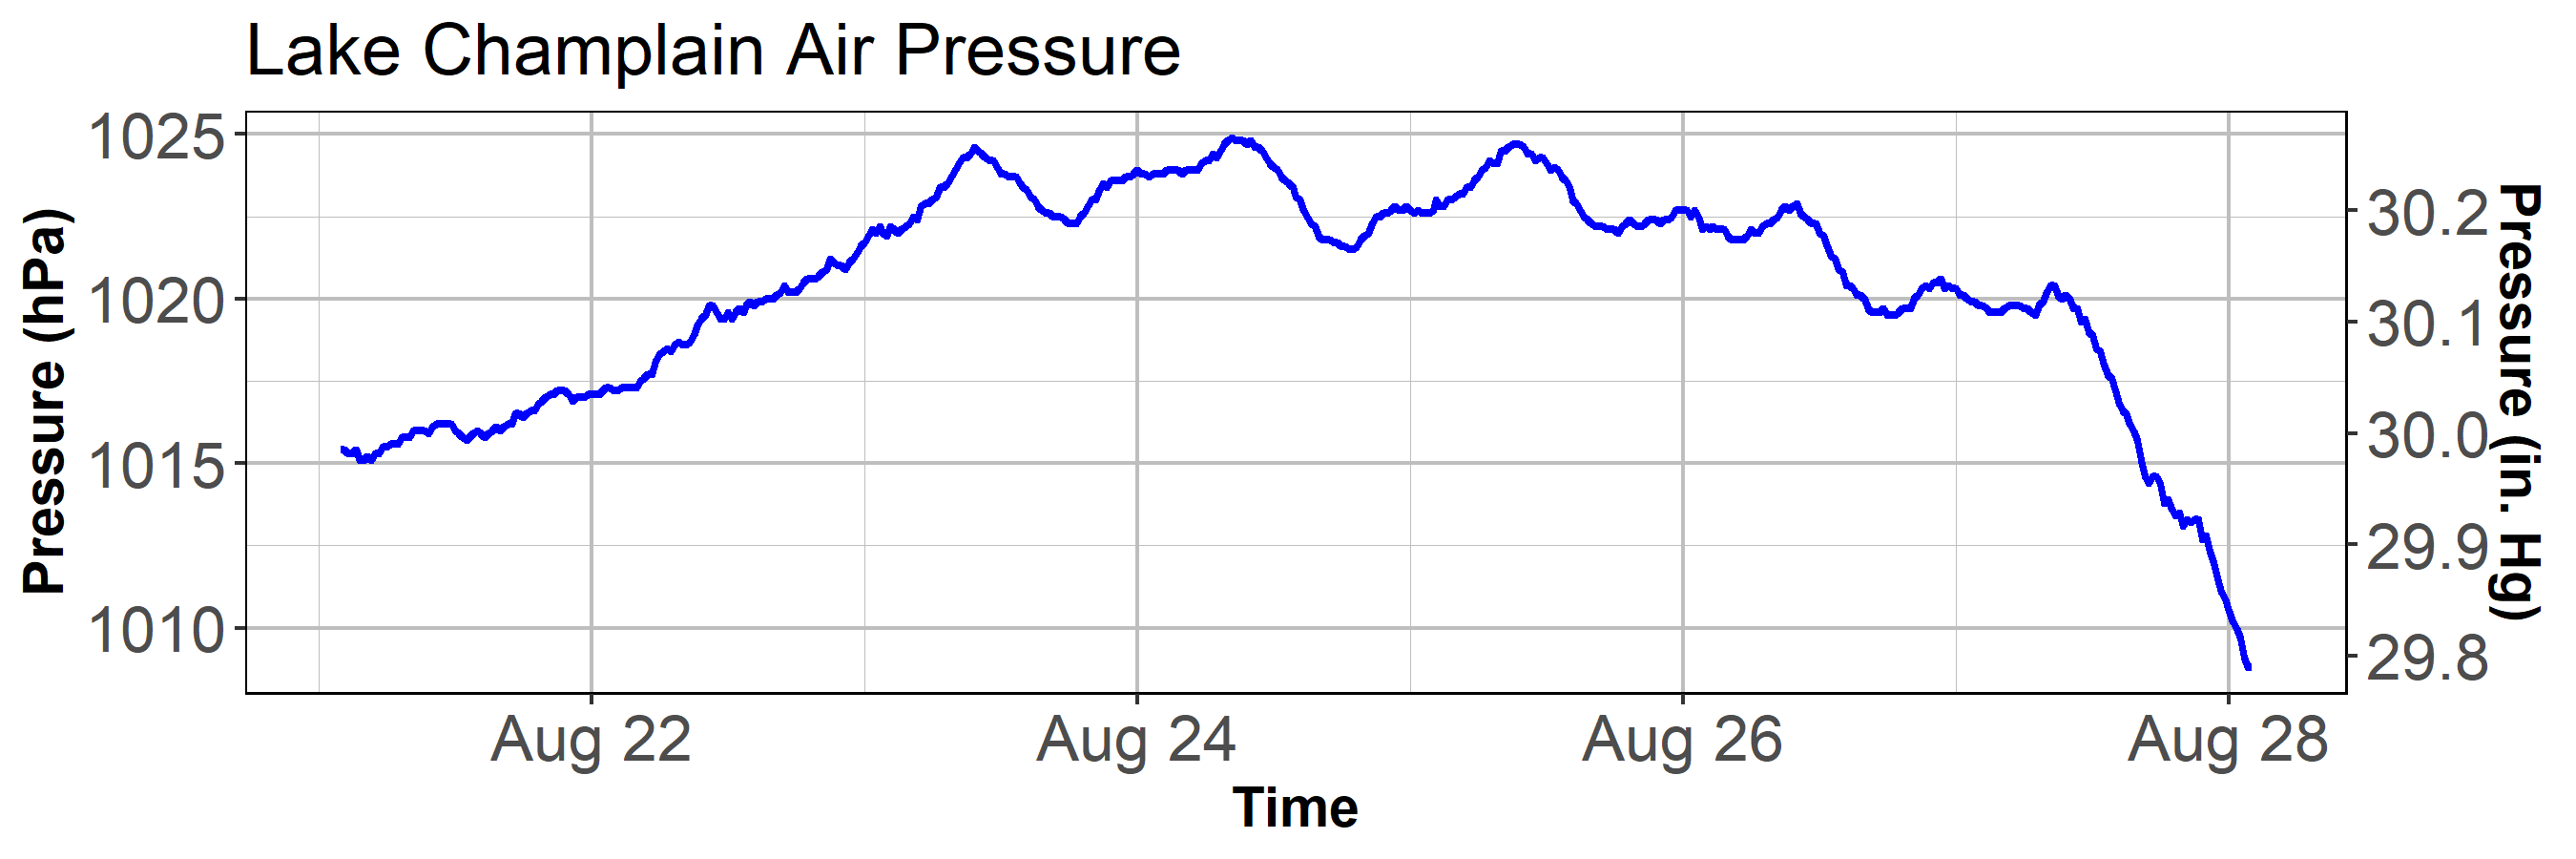 Lake Champlain Air Pressure
Pressure (hPa)
1025
1020
1015
1010
30.2
30.1
30.0
29.9
29.8
Pressure (in. Hg)
Aug 22
Aug 24
Aug 26
Aug 28
Time